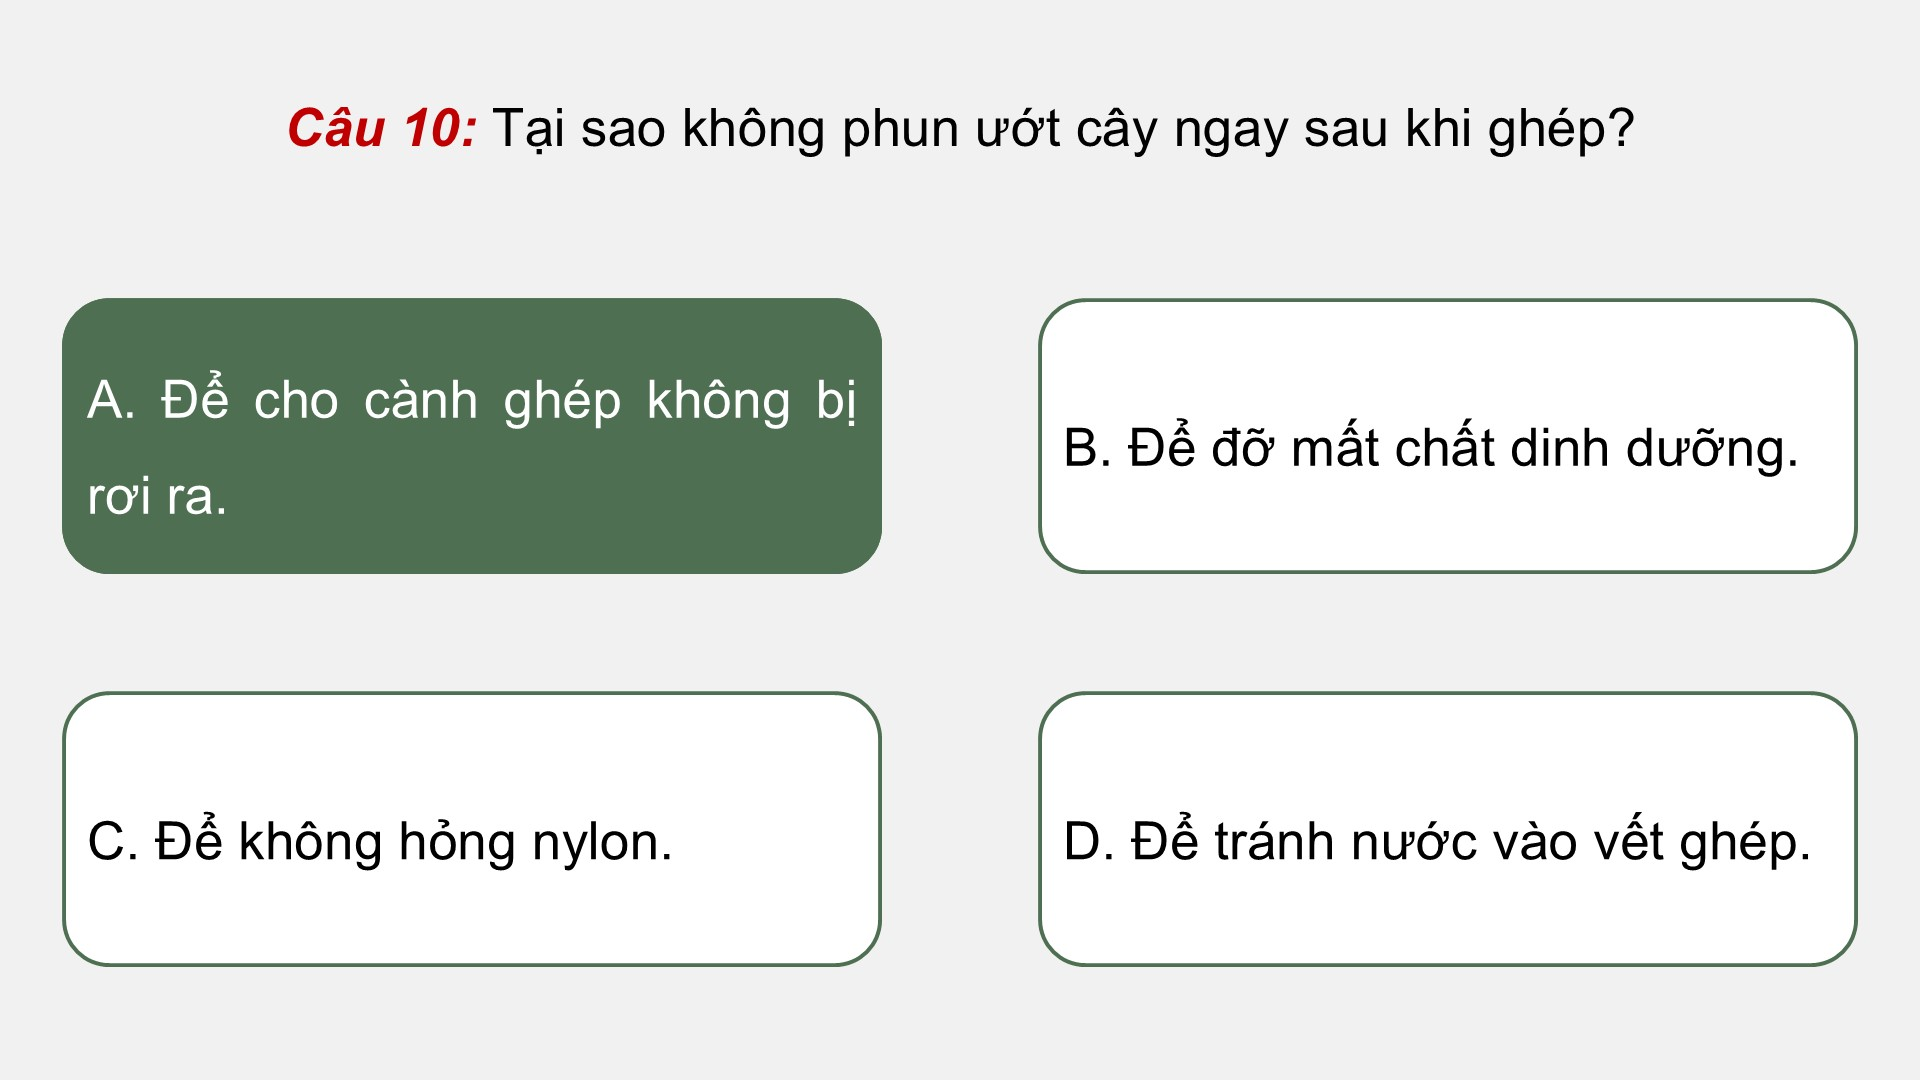 Câu 10: Tại sao không phun ướt cây ngay sau khi ghép?
A. Để cho cành ghép không bị
rơi ra.
B. Để đỡ mất chất dinh dưỡng.
C. Để không hỏng nylon.
D. Để tránh nước vào vết ghép.